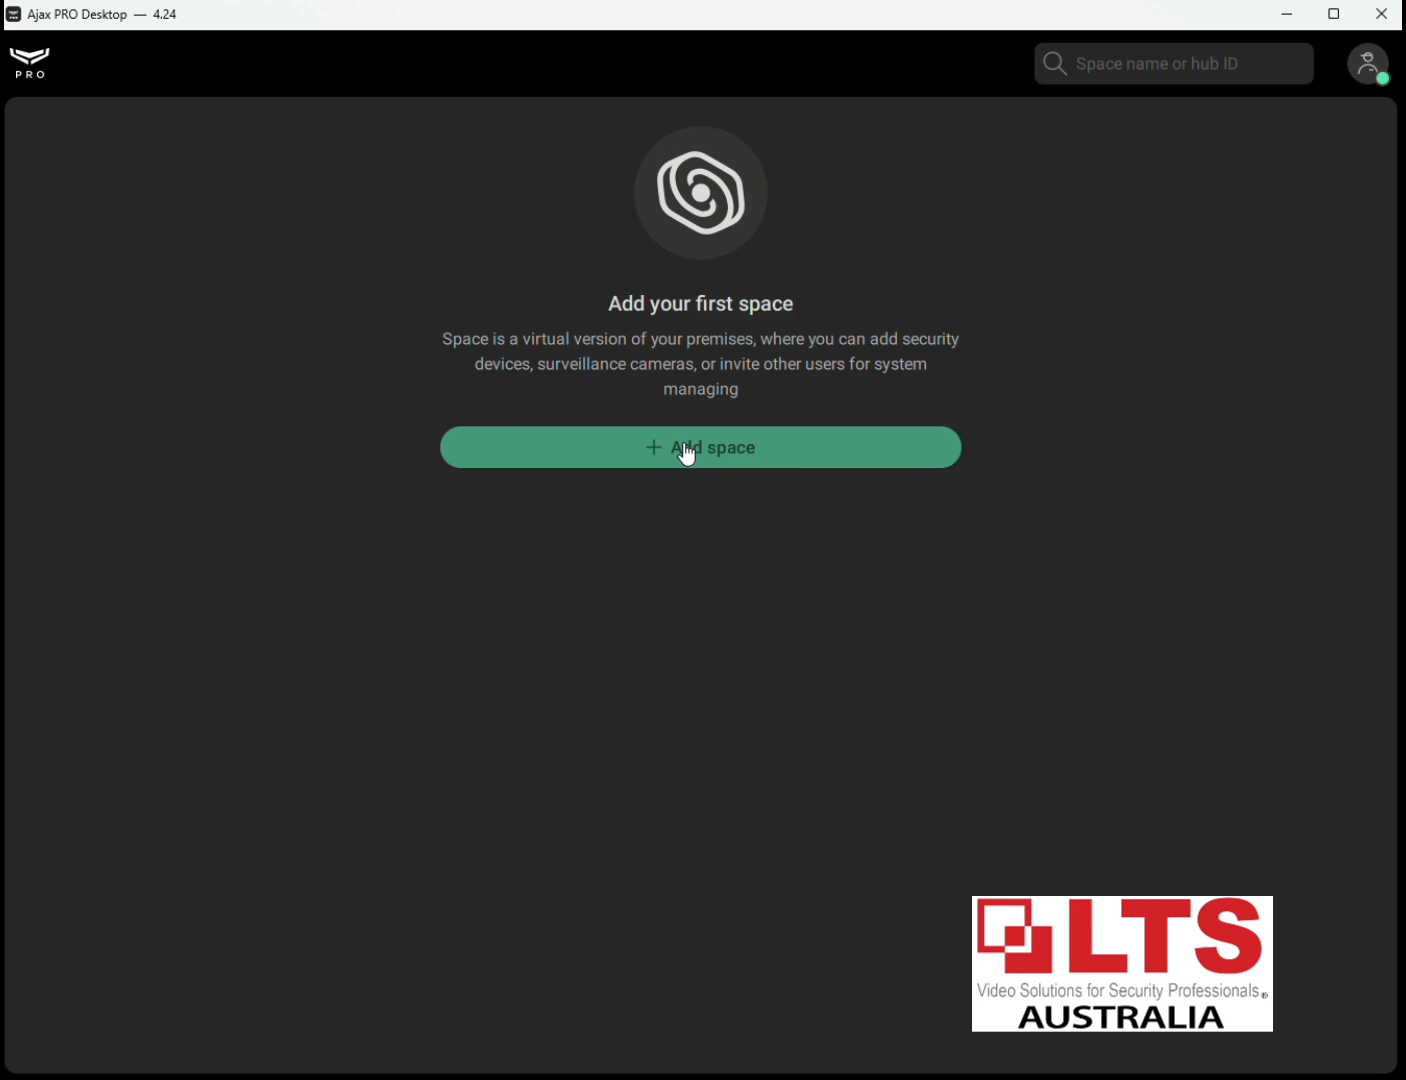 Ajax PRO Desktop — 4.24
PRO
Space name or hub ID
Add your first space
Space is a virtual version of your premises, where you can add security
devices, surveillance cameras, or invite other users for system
managing
+ Add space
LTS
Video Solutions for Security Professionals®
AUSTRALIA